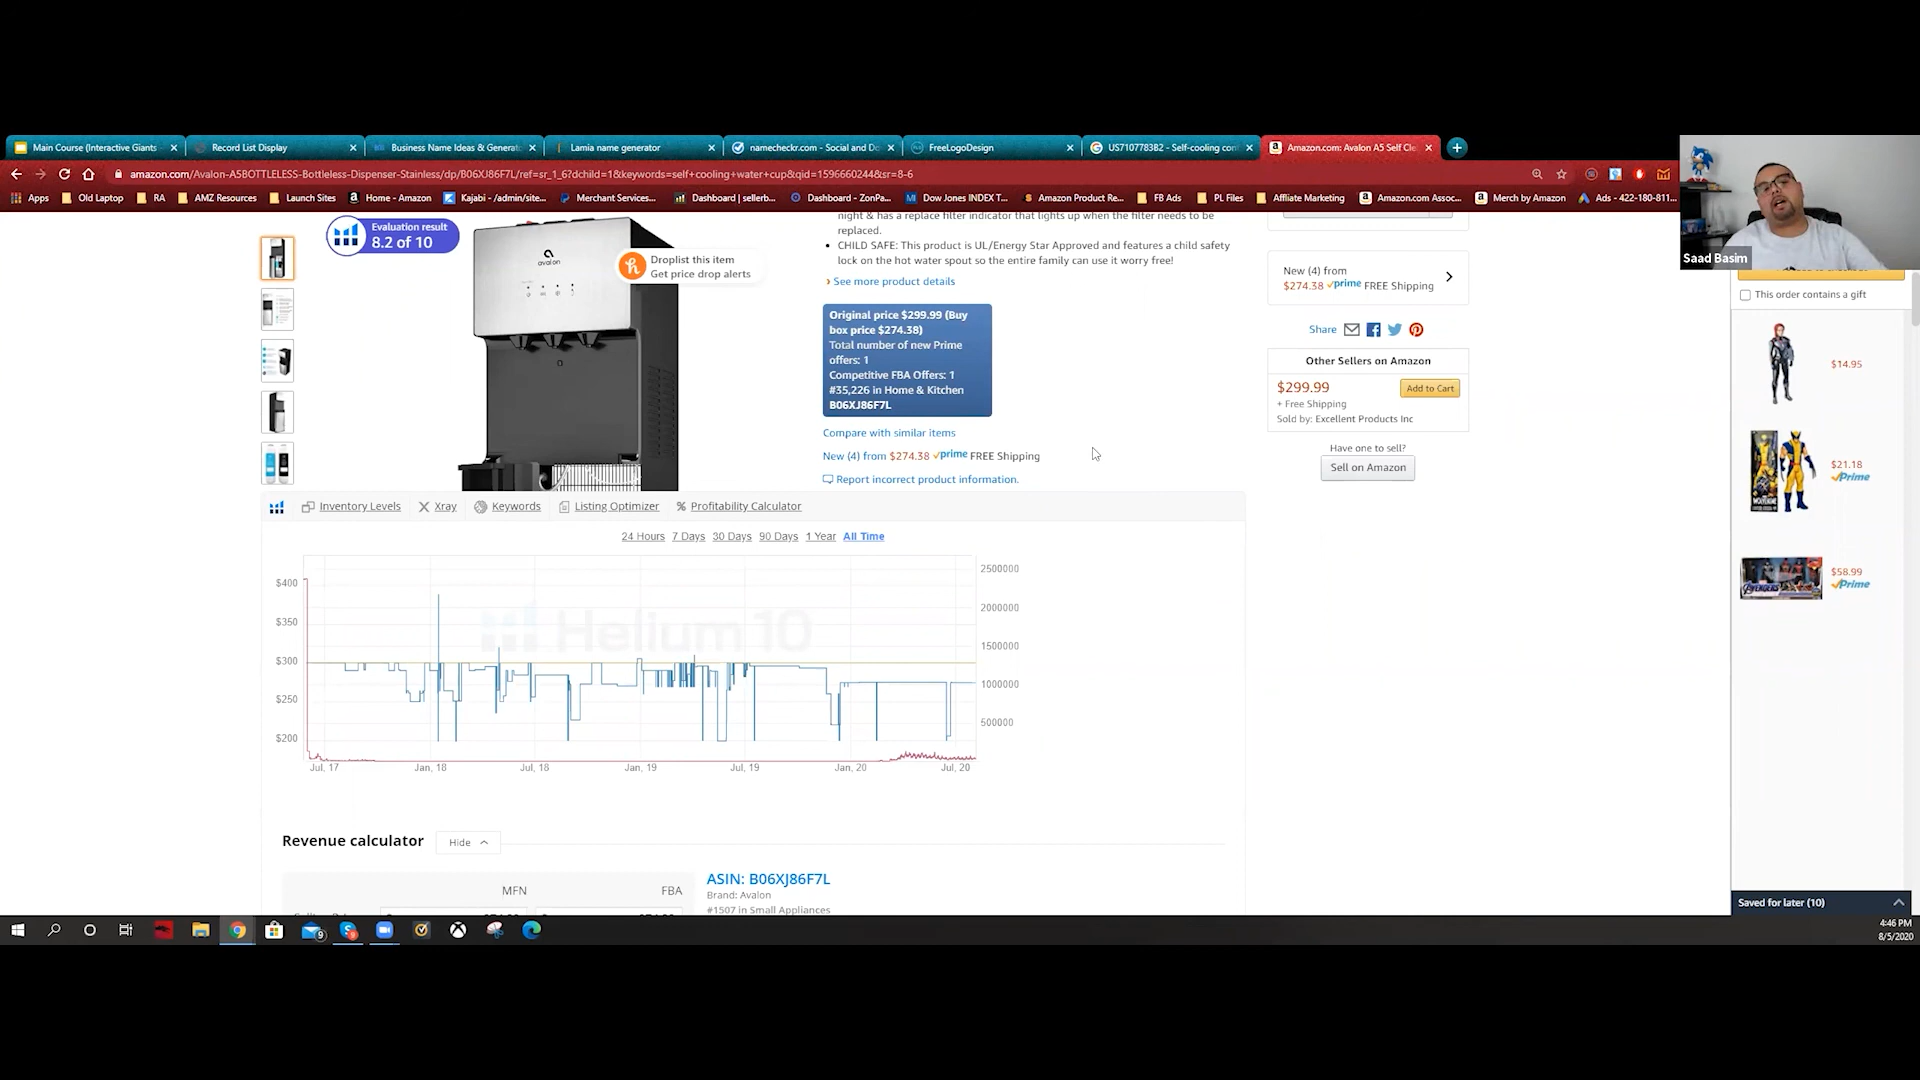 Main Course (Interactive Giants
Record List Display
Business Name Ideas & Generato
Lamia name generator
namecheckr.com - Social and Do
FreeLogoDesign
US7107783B2 - Self-cooling con
Amazon.com: Avalon A5 Self Cle
amazon.com/Avalon-A5BOTTLELESS-Bottleless-Dispenser-Stainless/dp/B06XJ86F7L/ref=sr_1_6?dchild=1&keywords=self+cooling+water+cup&qid=1596660244&sr=8-6
Apps
Old Laptop
RA
AMZ Resources
Launch Sites
Home - Amazon
Kajabi - /admin/site...
Merchant Services...
Dashboard | sellerb...
Dashboard - ZonPa...
Dow Jones INDEX T...
Amazon Product Re...
FB Ads
PL Files
Affliate Marketing
Amazon.com Assoc...
Merch by Amazon
Ads - 422-180-811...
Saad Basim
Evaluation result
8.2 of 10
avalon
Droplist this item
Get price drop alerts
night & has a replace filter indicator that lights up when the filter needs to be
replaced.
• CHILD SAFE: This product is UL/Energy Star Approved and features a child safety
lock on the hot water spout so the entire family can use it worry free!
› See more product details
Original price $299.99 (Buy
box price $274.38)
Total number of new Prime
offers: 1
Competitive FBA Offers: 1
#35,226 in Home & Kitchen
B06XJ86F7L
Compare with similar items
New (4) from $274.38 prime FREE Shipping
Report incorrect product information.
New (4) from
$274.38 prime FREE Shipping
Share
Other Sellers on Amazon
$299.99
Add to Cart
+ Free Shipping
Sold by: Excellent Products Inc
Have one to sell?
Sell on Amazon
This order contains a gift
$14.95
$21.18
Prime
WOLVERINE
$58.99
Prime
AVENGERS
Saved for later (10)
Inventory Levels
Xray
Keywords
Listing Optimizer
Profitability Calculator
24 Hours 7 Days 30 Days 90 Days 1 Year All Time
Helium 10
$400
$350
$300
$250
$200
2500000
2000000
1500000
1000000
500000
Jul, 17
Jan, 18
Jul, 18
Jan, 19
Jul, 19
Jan, 20
Jul, 20
Revenue calculator
Hide
MFN
FBA
ASIN: B06XJ86F7L
Brand: Avalon
#1507 in Small Appliances
4:46 PM
8/5/2020